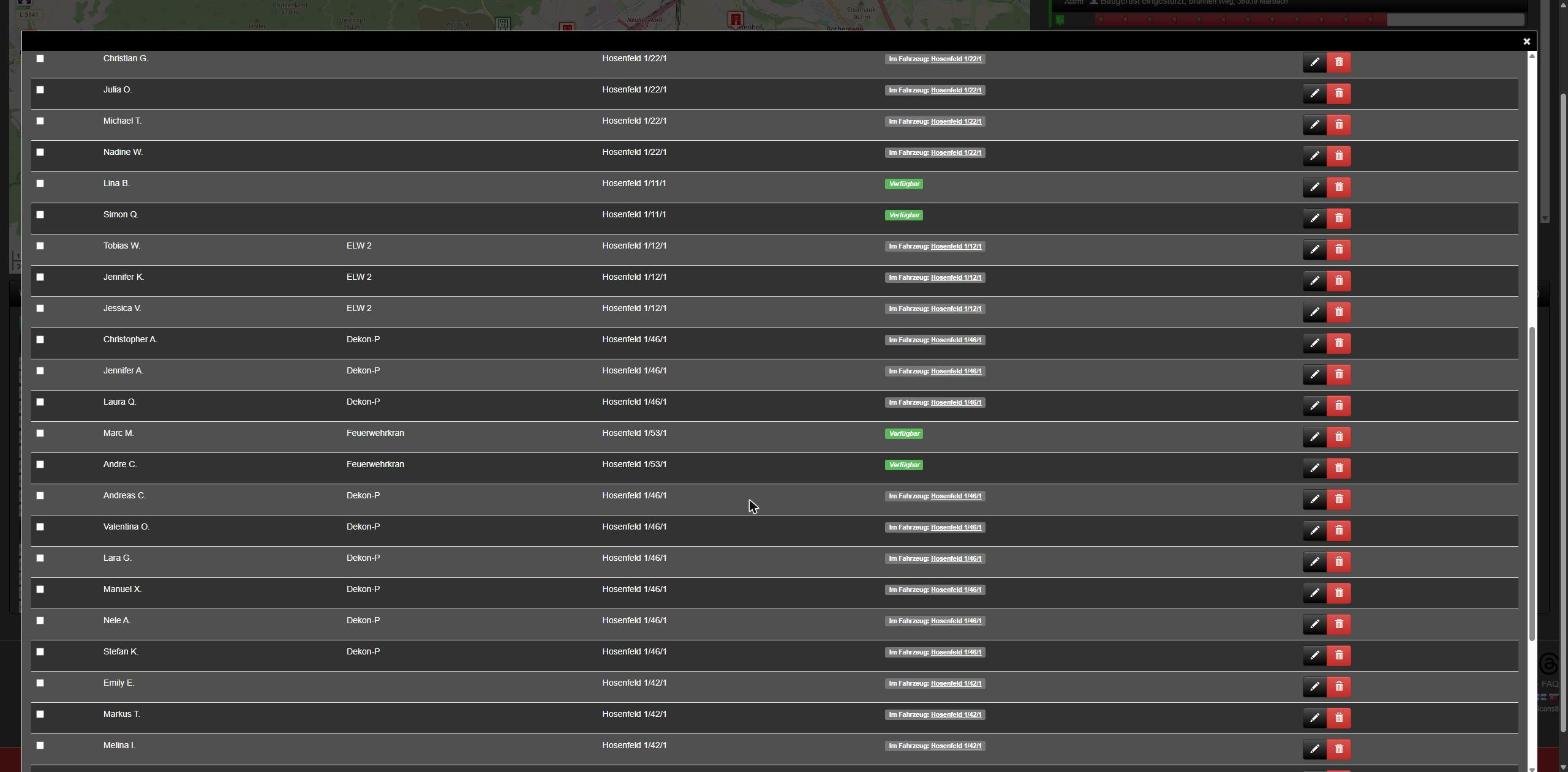 Baugerüst eingestürzt, Brunnen Weg, 36039 Marbach
Christian G. Hosenfeld 1/22/1 Im Fahrzeug: Hosenfeld 1/22/1
Julia O. Hosenfeld 1/22/1 Im Fahrzeug: Hosenfeld 1/22/1
Michael T. Hosenfeld 1/22/1 Im Fahrzeug: Hosenfeld 1/22/1
Nadine W. Hosenfeld 1/22/1 Im Fahrzeug: Hosenfeld 1/22/1
Lina B. Hosenfeld 1/11/1 Verfügbar
Simon Q. Hosenfeld 1/11/1 Verfügbar
Tobias W. ELW 2 Hosenfeld 1/12/1 Im Fahrzeug: Hosenfeld 1/12/1
Jennifer K. ELW 2 Hosenfeld 1/12/1 Im Fahrzeug: Hosenfeld 1/12/1
Jessica V. ELW 2 Hosenfeld 1/12/1 Im Fahrzeug: Hosenfeld 1/12/1
Christopher A. Dekon-P Hosenfeld 1/46/1 Im Fahrzeug: Hosenfeld 1/46/1
Jennifer A. Dekon-P Hosenfeld 1/46/1 Im Fahrzeug: Hosenfeld 1/46/1
Laura Q. Dekon-P Hosenfeld 1/46/1 Im Fahrzeug: Hosenfeld 1/46/1
Marc M. Feuerwehrkran Hosenfeld 1/53/1 Verfügbar
Andre C. Feuerwehrkran Hosenfeld 1/53/1 Verfügbar
Andreas C. Dekon-P Hosenfeld 1/46/1 Im Fahrzeug: Hosenfeld 1/46/1
Valentina O. Dekon-P Hosenfeld 1/46/1 Im Fahrzeug: Hosenfeld 1/46/1
Lara G. Dekon-P Hosenfeld 1/46/1 Im Fahrzeug: Hosenfeld 1/46/1
Manuel X. Dekon-P Hosenfeld 1/46/1 Im Fahrzeug: Hosenfeld 1/46/1
Nele A. Dekon-P Hosenfeld 1/46/1 Im Fahrzeug: Hosenfeld 1/46/1
Stefan K. Dekon-P Hosenfeld 1/46/1 Im Fahrzeug: Hosenfeld 1/46/1
Emily E. Hosenfeld 1/42/1 Im Fahrzeug: Hosenfeld 1/42/1
FAQ
Markus T. Hosenfeld 1/42/1 Im Fahrzeug: Hosenfeld 1/42/1
Melina I. Hosenfeld 1/42/1 Im Fahrzeug: Hosenfeld 1/42/1